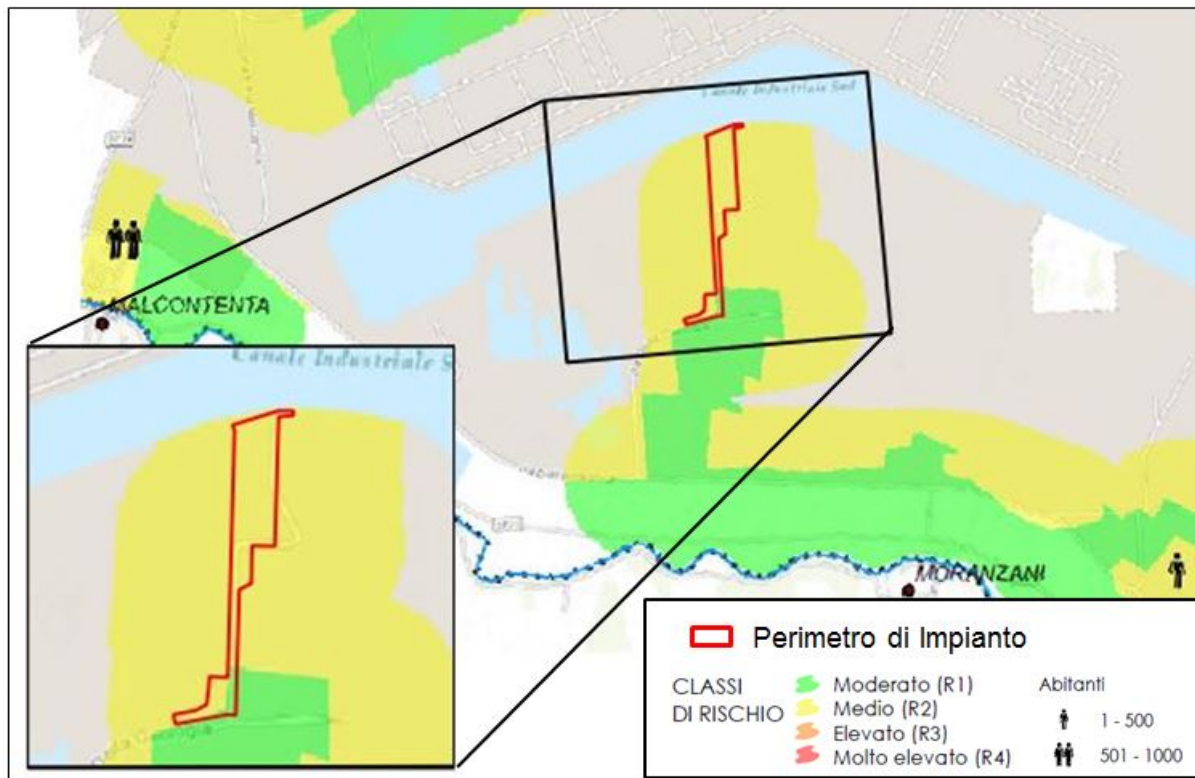 Canale Industriale Sud
MALCONTENTA
Canale Industriale S
MORANZANI
Perimetro di Impianto
CLASSI
DI RISCHIO
Moderato (R1)
Medio (R2)
Elevato (R3)
Molto elevato (R4)
Abitanti
1 - 500
501 - 1000